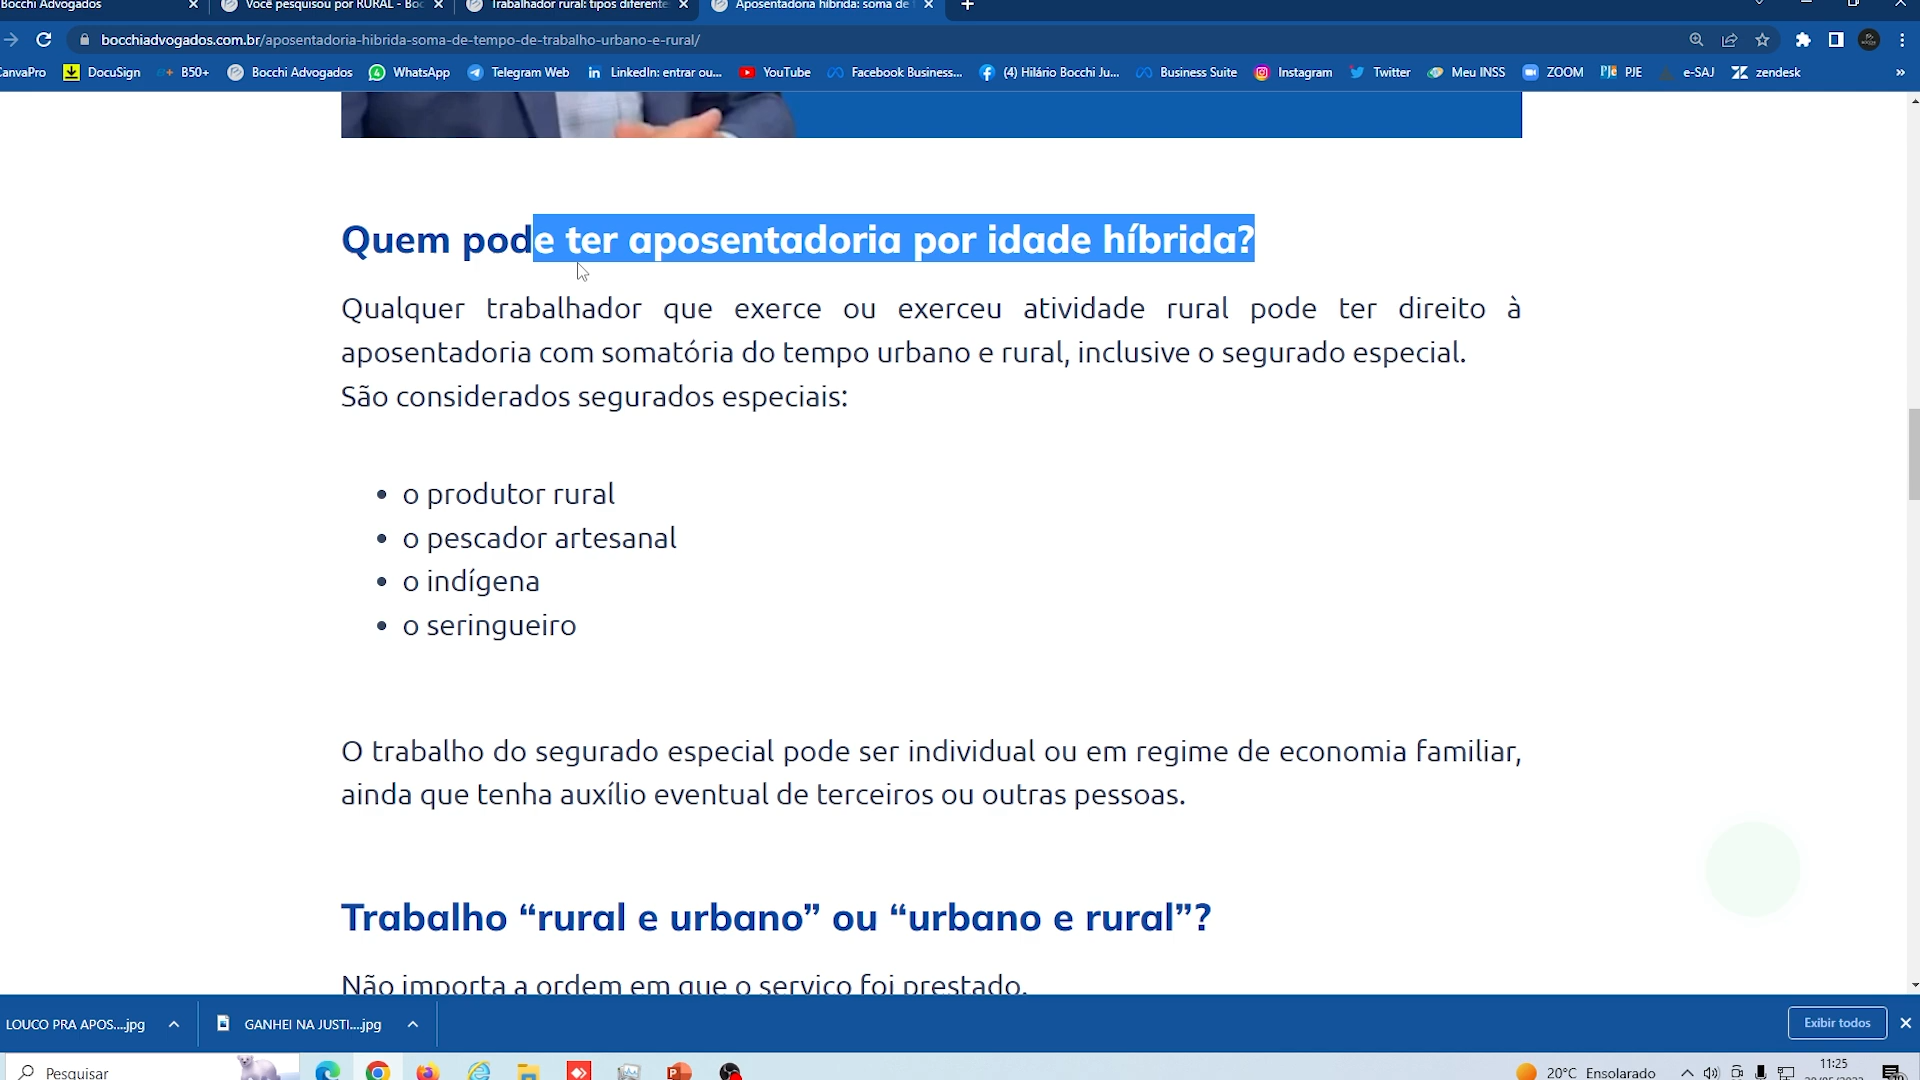 Bocchi Advogados
Você pesquisou por RURAL - Boc
Trabalhador rural: tipos diferente
Aposentadoria híbrida: soma de
bocchiadvogados.com.br/aposentadoria-hibrida-soma-de-tempo-de-trabalho-urbano-e-rural/
CanvaPro DocuSign B50+ Bocchi Advogados WhatsApp Telegram Web LinkedIn: entrar ou... YouTube Facebook Business... (4) Hilário Bocchi Ju... Business Suite Instagram Twitter Meu INSS ZOOM PJE e-SAJ zendesk »
Quem pode ter aposentadoria por idade híbrida?
Qualquer trabalhador que exerce ou exerceu atividade rural pode ter direito à
aposentadoria com somatória do tempo urbano e rural, inclusive o segurado especial.
São considerados segurados especiais:
• o produtor rural
• o pescador artesanal
• o indígena
• o seringueiro
O trabalho do segurado especial pode ser individual ou em regime de economia familiar,
ainda que tenha auxílio eventual de terceiros ou outras pessoas.
Trabalho “rural e urbano” ou “urbano e rural”?
Não importa a ordem em que o serviço foi prestado.
LOUCO PRA APOS....jpg GANHEI NA JUSTI....jpg Exibir todos
Pesquisar 20°C Ensolarado 11:25